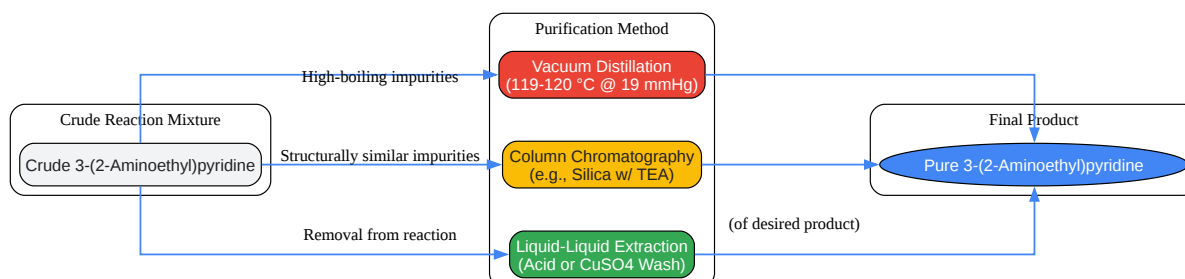 Purification Method
Vacuum Distillation
(119-120 °C @ 19 mmHg)
High-boiling impurities
Crude Reaction Mixture
Final Product
Crude 3-(2-Aminoethyl)pyridine
Structurally similar impurities
Column Chromatography
(e.g., Silica w/ TEA)
Pure 3-(2-Aminoethyl)pyridine
Removal from reaction
Liquid-Liquid Extraction
(Acid or CuSO4 Wash)
(of desired product)